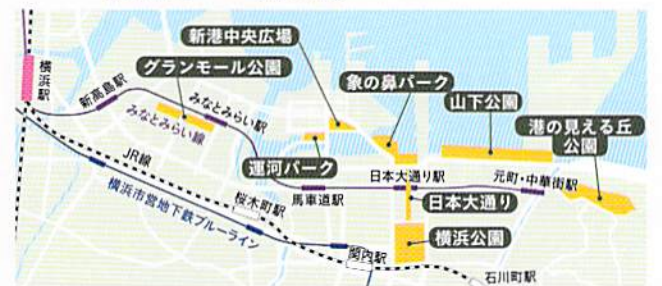 新港中央広場
グランモール公園
象の鼻パーク
山下公園
港の見える丘
公園
横浜駅
新高島駅
みなとみらい駅
みなとみらい線
運河パーク
JR線
横浜市営地下鉄ブルーライン
桜木町駅
馬車道駅
日本大通り駅
元町・中華街駅
日本大通り
横浜公園
関内駅
石川町駅